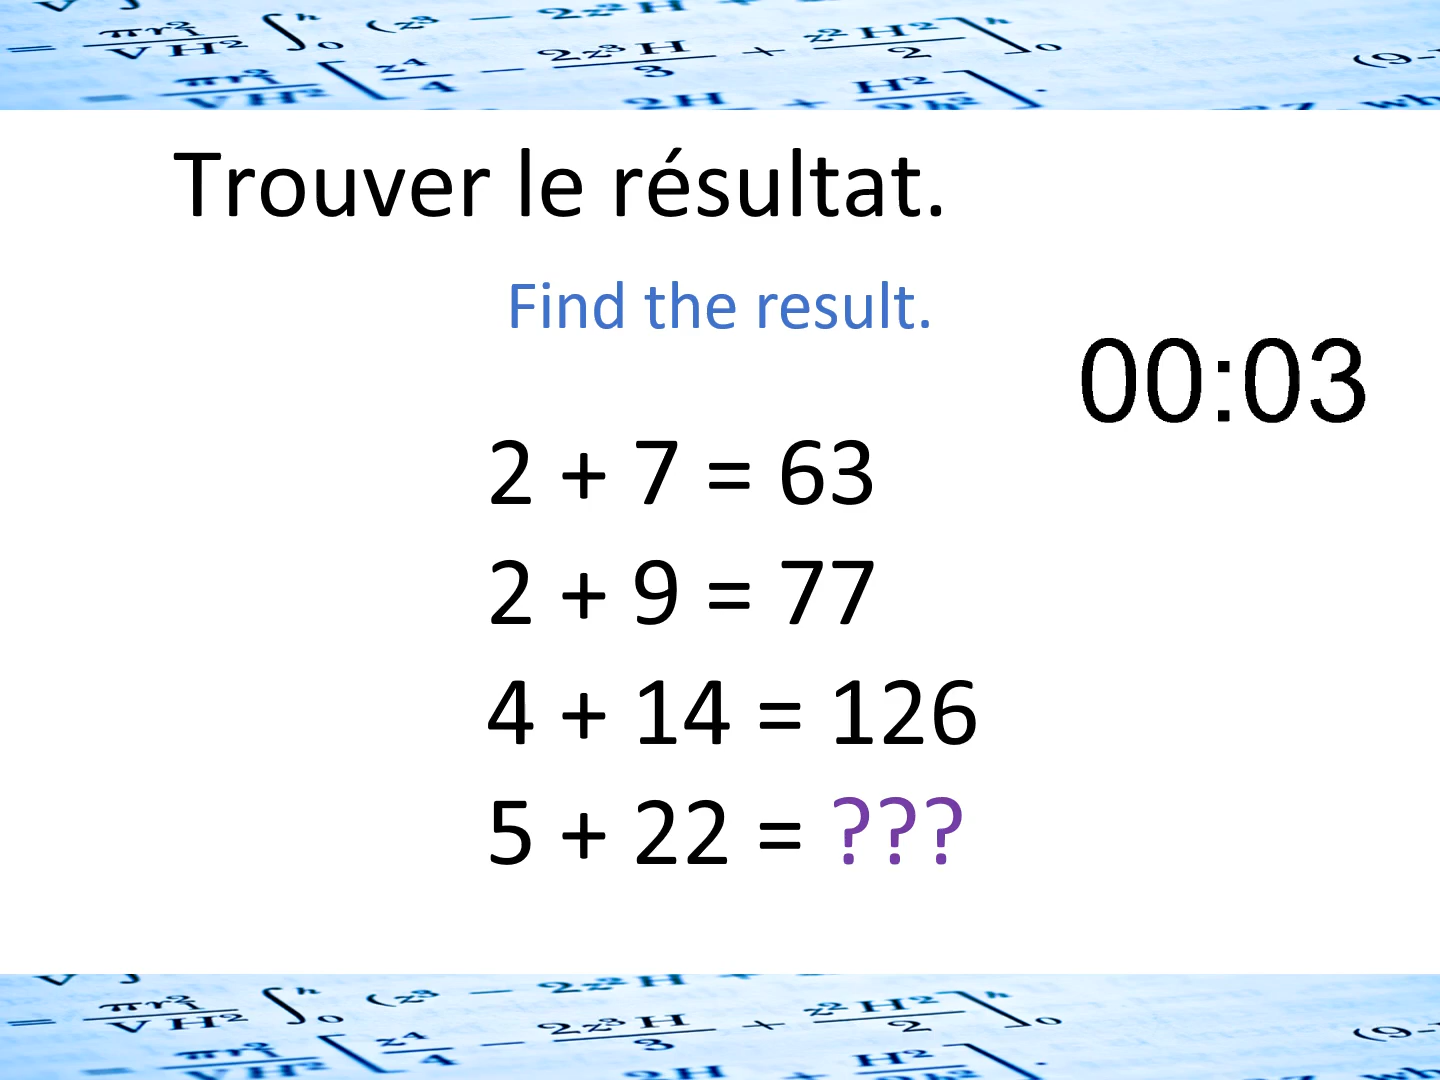 Trouver le résultat.
Find the result.
00:03
2 + 7 = 63
2 + 9 = 77
4 + 14 = 126
5 + 22 = ???